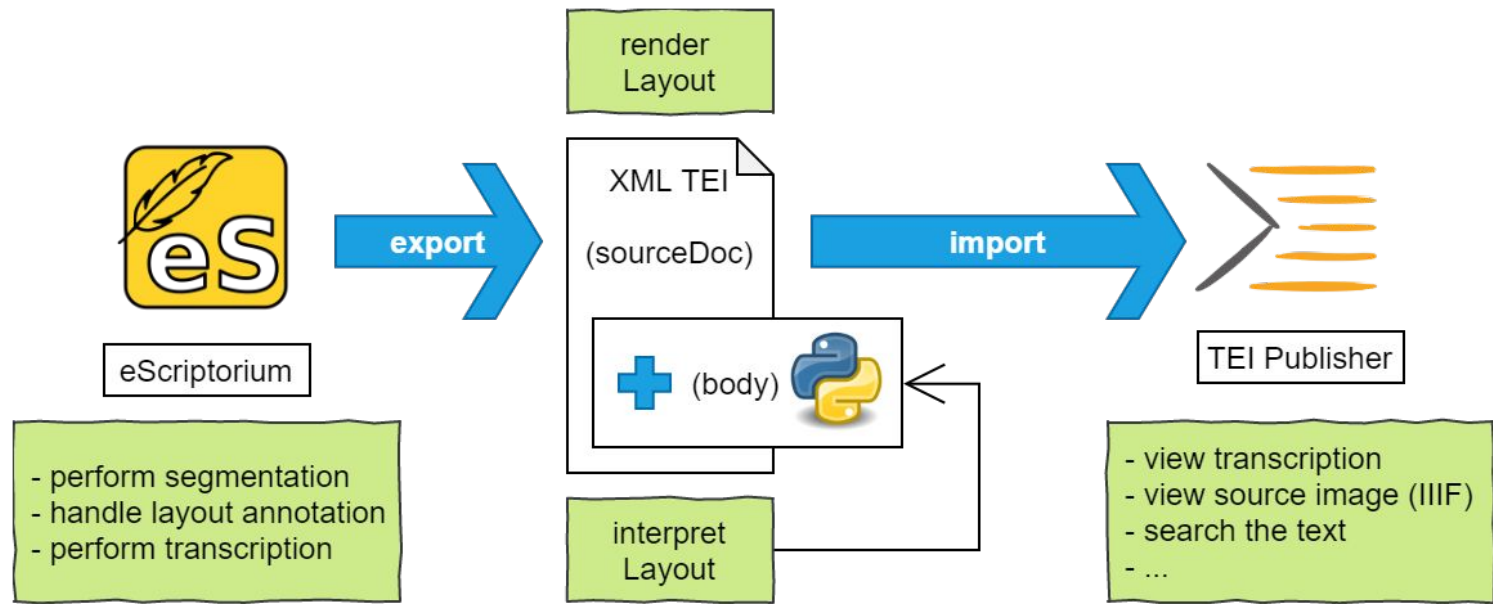 render
Layout
eS
eScriptorium
- perform segmentation
- handle layout annotation
- perform transcription
export
XML TEI
(sourceDoc)
(body)
interpret
Layout
import
TEI Publisher
- view transcription
- view source image (IIIF)
- search the text
- ...